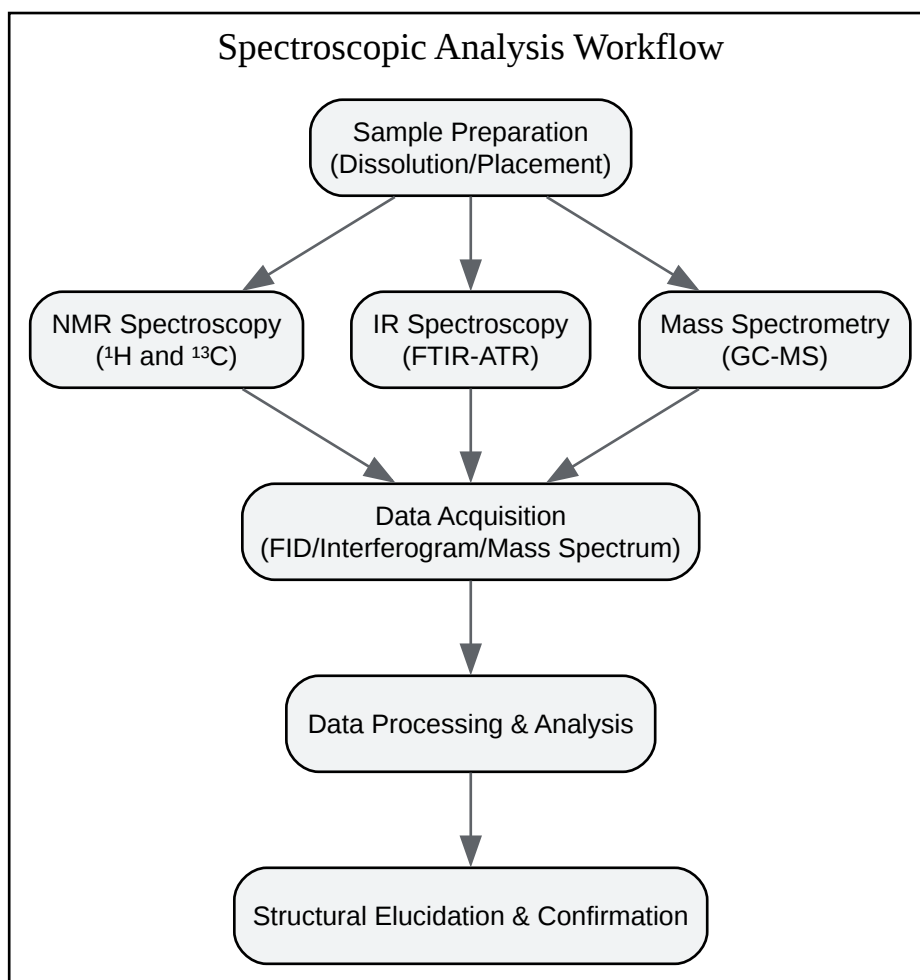 Spectroscopic Analysis Workflow
Sample Preparation
(Dissolution/Placement)
NMR Spectroscopy
(¹H and ¹³C)
IR Spectroscopy
(FTIR-ATR)
Mass Spectrometry
(GC-MS)
Data Acquisition
(FID/Interferogram/Mass Spectrum)
Data Processing & Analysis
Structural Elucidation & Confirmation